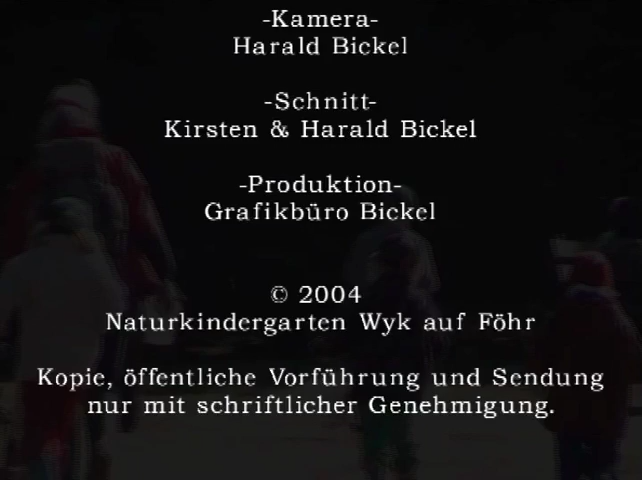 -Kamera-
Harald Bickel
-Schnitt-
Kirsten & Harald Bickel
-Produktion-
Grafikbüro Bickel
© 2004
Naturkindergarten Wyk auf Föhr
Kopie, öffentliche Vorführung und Sendung
nur mit schriftlicher Genehmigung.